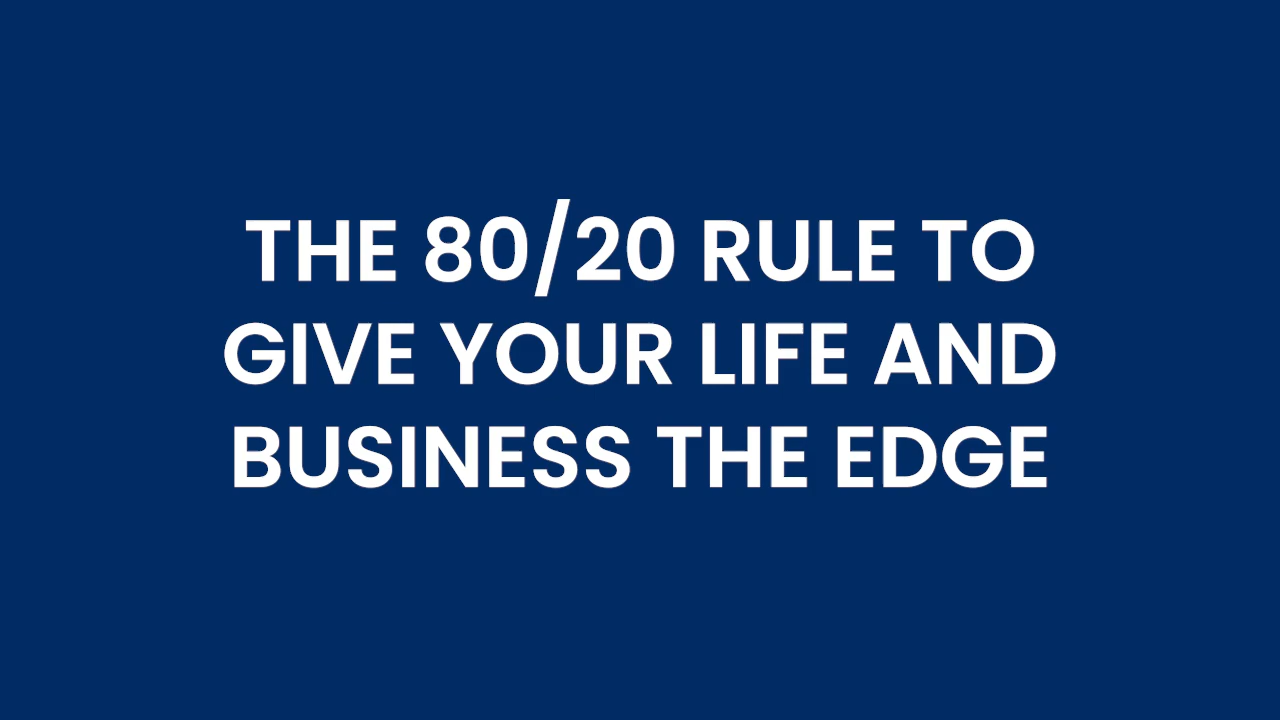 THE 80/20 RULE TO
GIVE YOUR LIFE AND
BUSINESS THE EDGE